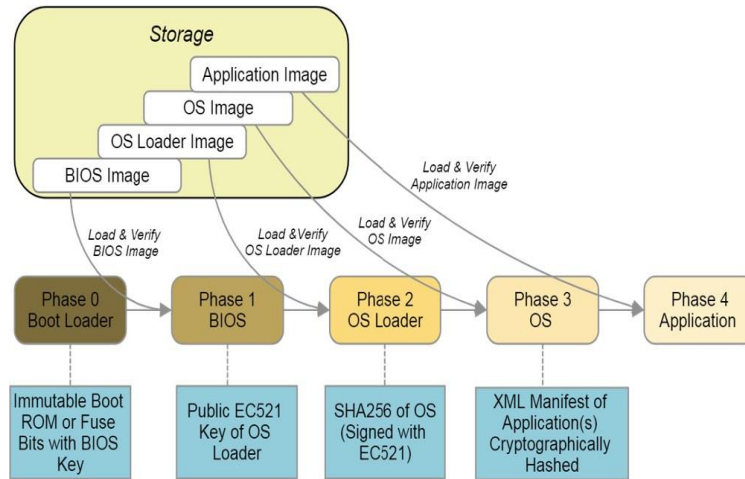 Storage
Application Image
OS Image
OS Loader Image
BIOS Image
Load & Verify
Application Image
Load & Verify
BIOS Image
Load &Verify
OS Loader Image
Load & Verify
OS Image
Phase 0
Boot Loader
Phase 1
BIOS
Phase 2
OS Loader
Phase 3
OS
Phase 4
Application
Immutable Boot
ROM or Fuse
Bits with BIOS
Key
Public EC521
Key of OS
Loader
SHA256 of OS
(Signed with
EC521)
XML Manifest of
Application(s)
Cryptographically
Hashed